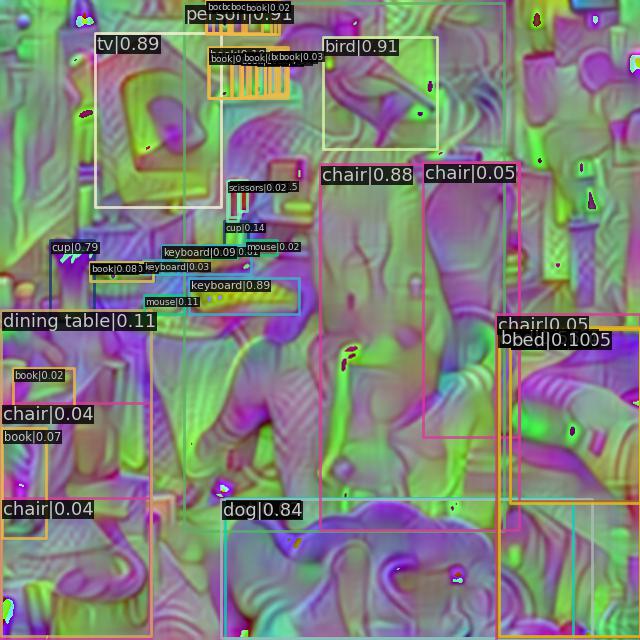 person|0.91
book|0.02
tv|0.89
bird|0.91
book|0.03
chair|0.88
chair|0.05
scissors|0.02
cup|0.14
cup|0.79
keyboard|0.09
mouse|0.02
book|0.08
keyboard|0.03
keyboard|0.89
mouse|0.11
dining table|0.11
chair|0.05
book|0.02
chair|0.04
book|0.07
chair|0.04
dog|0.84